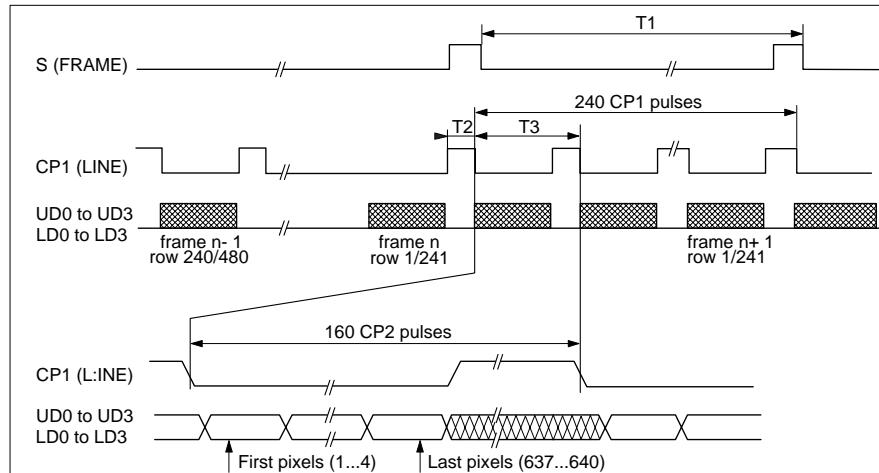 T1
S (FRAME)
240 CP1 pulses
T2
T3
CP1 (LINE)
UD0 to UD3
LD0 to LD3
frame n- 1
row 240/480
frame n
row 1/241
frame n+ 1
row 1/241
160 CP2 pulses
CP1 (L:INE)
UD0 to UD3
LD0 to LD3
First pixels (1...4)
Last pixels (637...640)